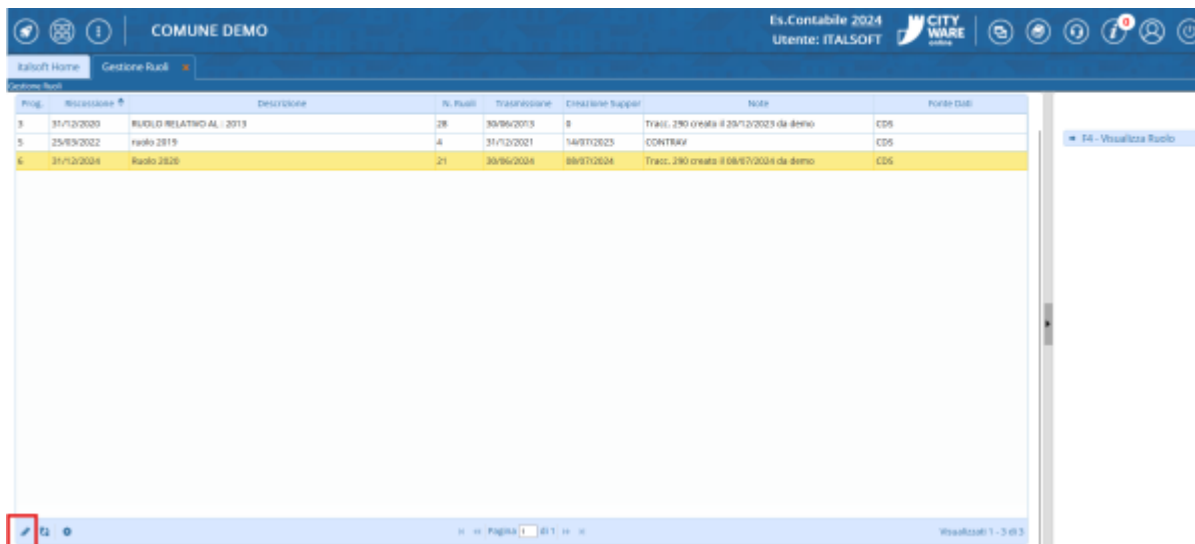 COMUNE DEMO
Es.Contabile 2024
Utente: ITALSOFT
CITY
WARE
online
0
Italsoft Home
Gestione Ruoli
Gestione Ruoli
Prog. Riscossione Descrizione N. Ruoli Trasmissione Creazione Suppor Note Fonte Dati
3 31/12/2020 RUOLO RELATIVO AL : 2013 28 30/06/2013 0 Tracc. 290 creato il 20/12/2023 da demo CDS
5 25/03/2022 ruolo 2019 4 31/12/2021 14/07/2023 CONTRAV CDS
6 31/12/2024 Ruolo 2020 21 30/06/2024 08/07/2024 Tracc. 290 creato il 08/07/2024 da demo CDS
F4 - Visualizza Ruolo
Pagina 1 di 1
Visualizzati 1 - 3 di 3